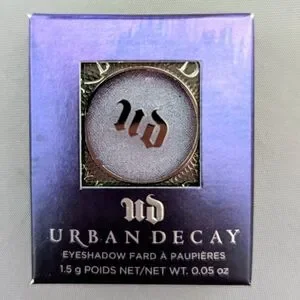 UD
UD
URBAN DECAY
EYESHADOW FARD À PAUPIÈRES
1.5 g POIDS NET/NET WT. 0.05 oz